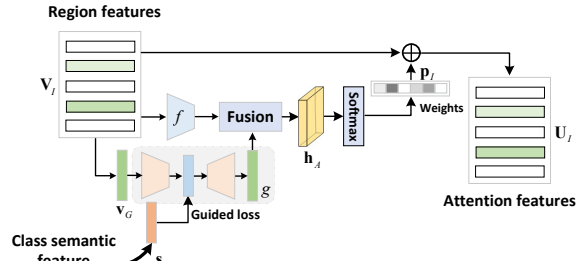 Region features
V_I
f
Fusion
h_A
Softmax
p_I
Weights
U_I
Attention features
v_G
g
Guided loss
Class semantic
feature
s